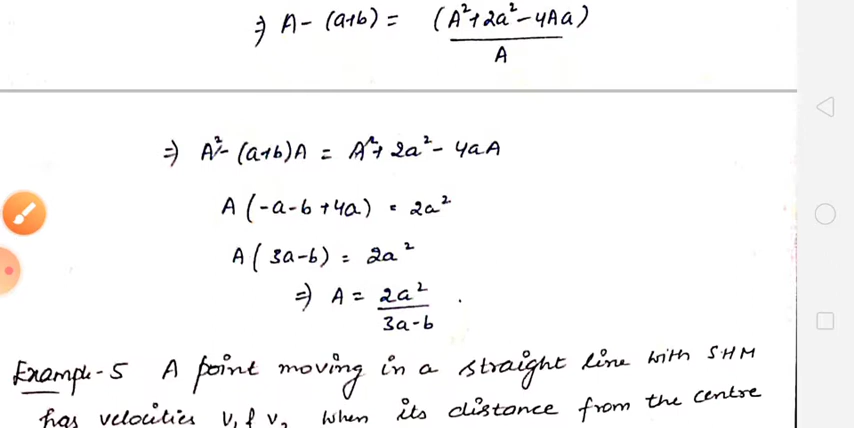 ⇒ A - (a+b) = (A²+2a²-4Aa)
A
⇒ A² - (a+b)A = A²+ 2a² - 4aA
A (-a-b+4a) = 2a²
A (3a-b) = 2a²
⇒ A = 2a² .
3a-b
Example-5 A point moving in a straight line with SHM
has velocities v₁ & v₂ when its distance from the centre